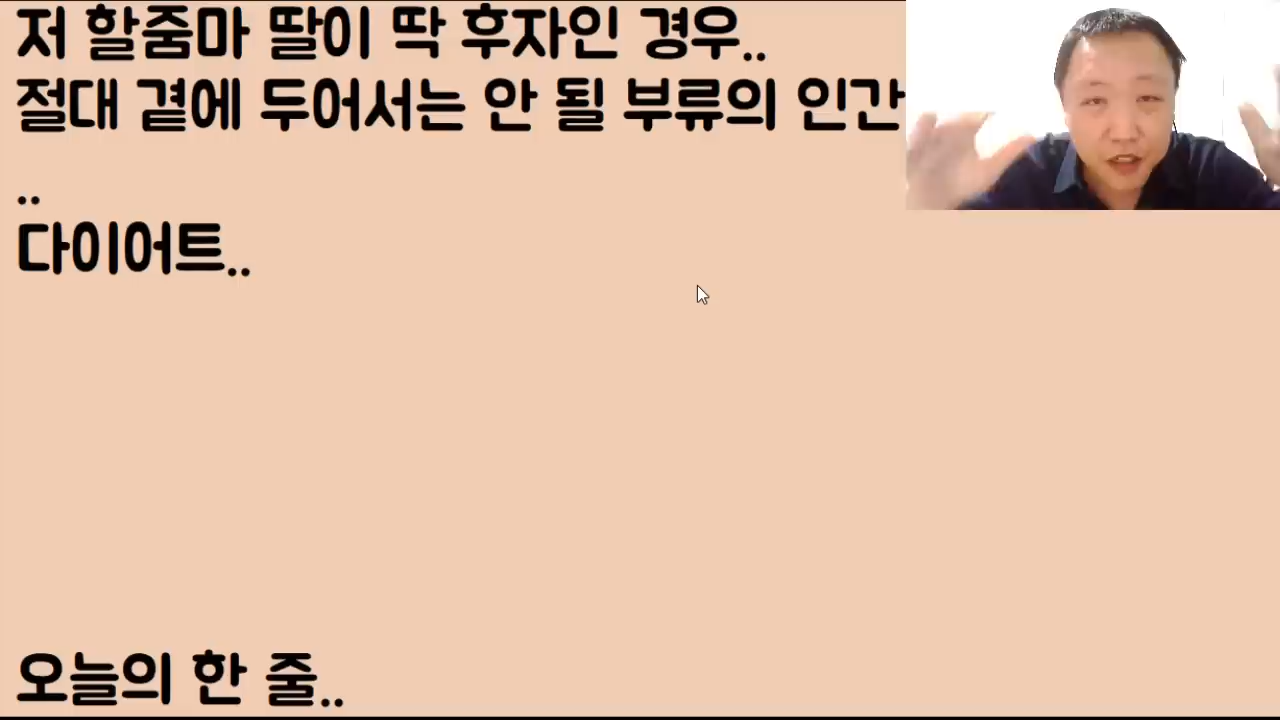 저 할줌마 딸이 딱 후자인 경우..
절대 곁에 두어서는 안 될 부류의 인간
..
다이어트..
오늘의 한 줄..